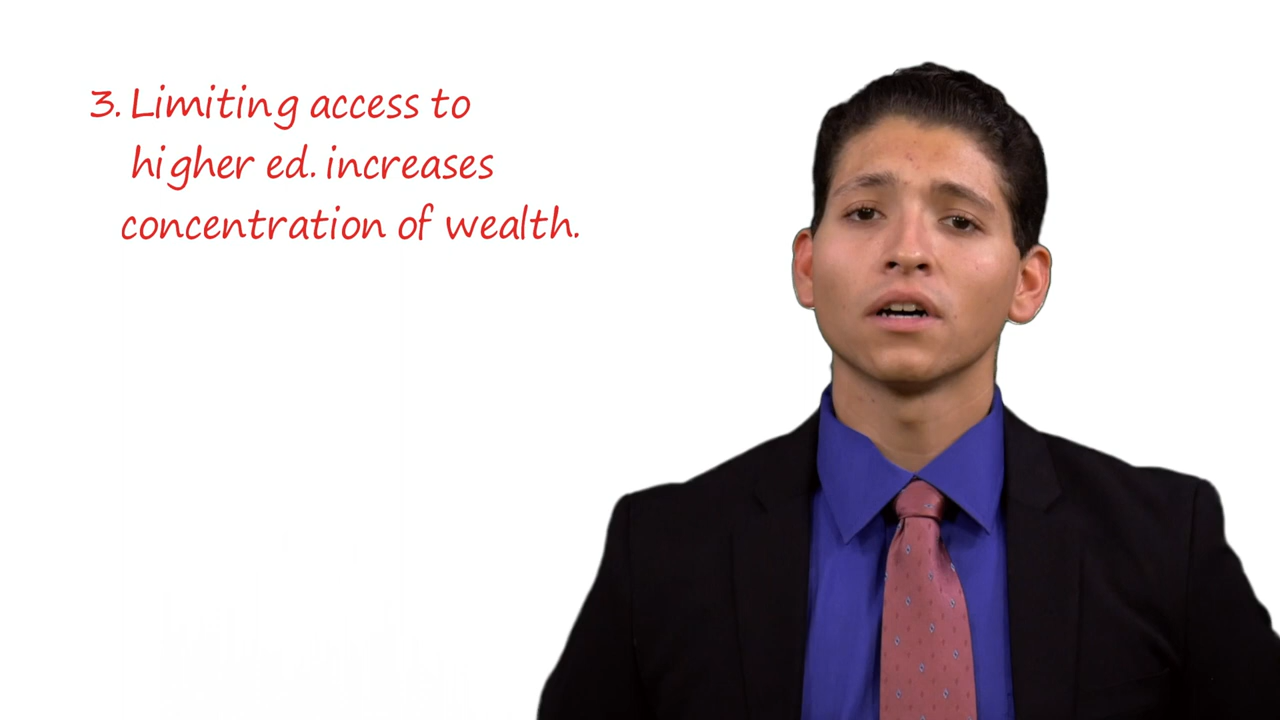 3. Limiting access to
higher ed. increases
concentration of wealth.